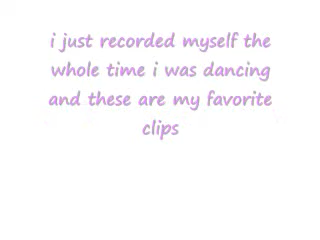 i just recorded myself the
whole time i was dancing
and these are my favorite
clips